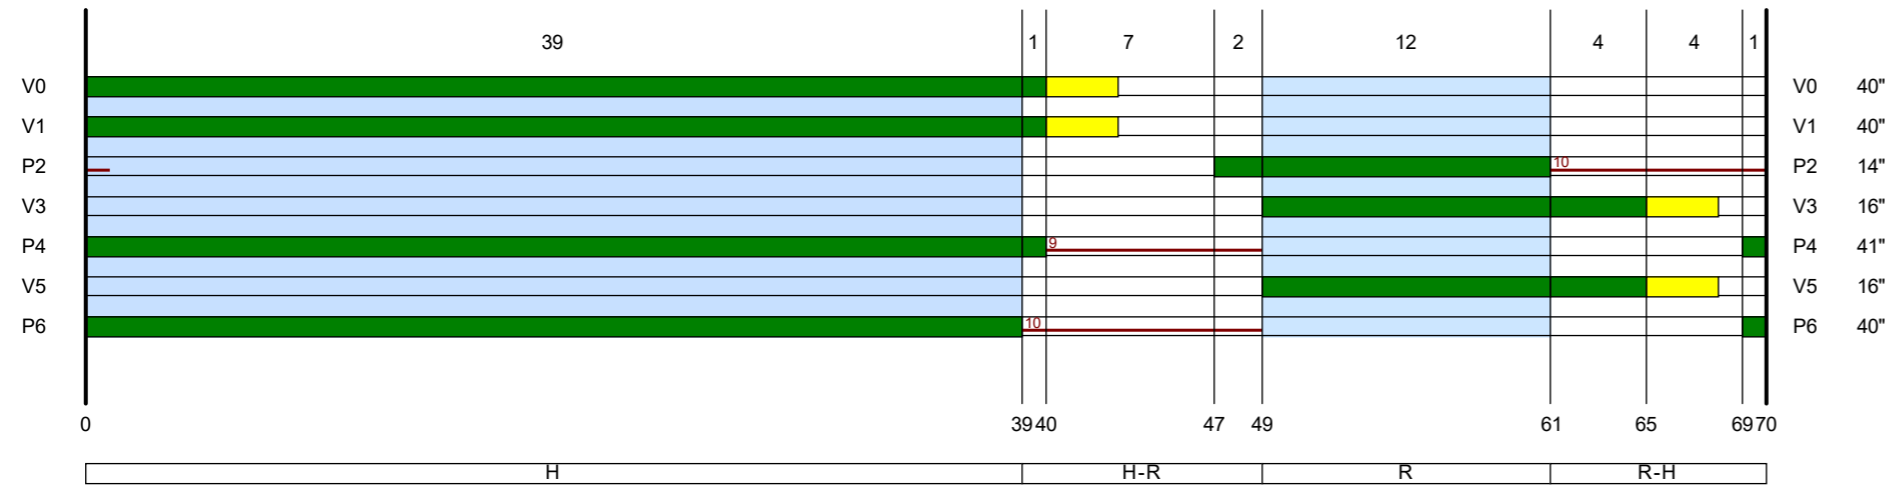 39 1 7 2 12 4 4 1
V0 V0 40"
V1 V1 40"
P2 10 P2 14"
V3 V3 16"
P4 9 P4 41"
V5 V5 16"
P6 10 P6 40"
0 39 40 47 49 61 65 69 70
H H-R R R-H